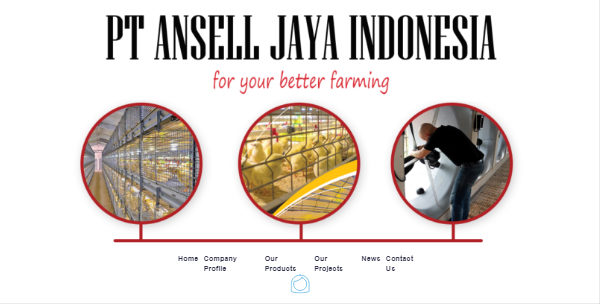 PT ANSELL JAYA INDONESIA
for your better farming
Home Company Profile Our Products Our Projects News Contact Us